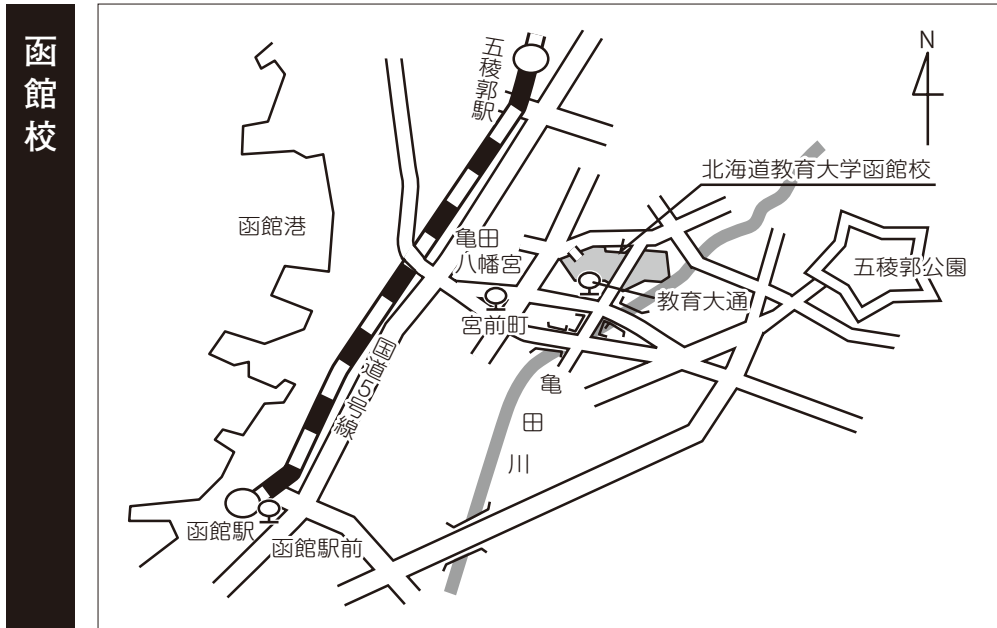 函館校
N
五稜郭駅
北海道教育大学函館校
函館港
亀田
八幡宮
五稜郭公園
教育大通
宮前町
国道5号線
亀田川
函館駅
函館駅前